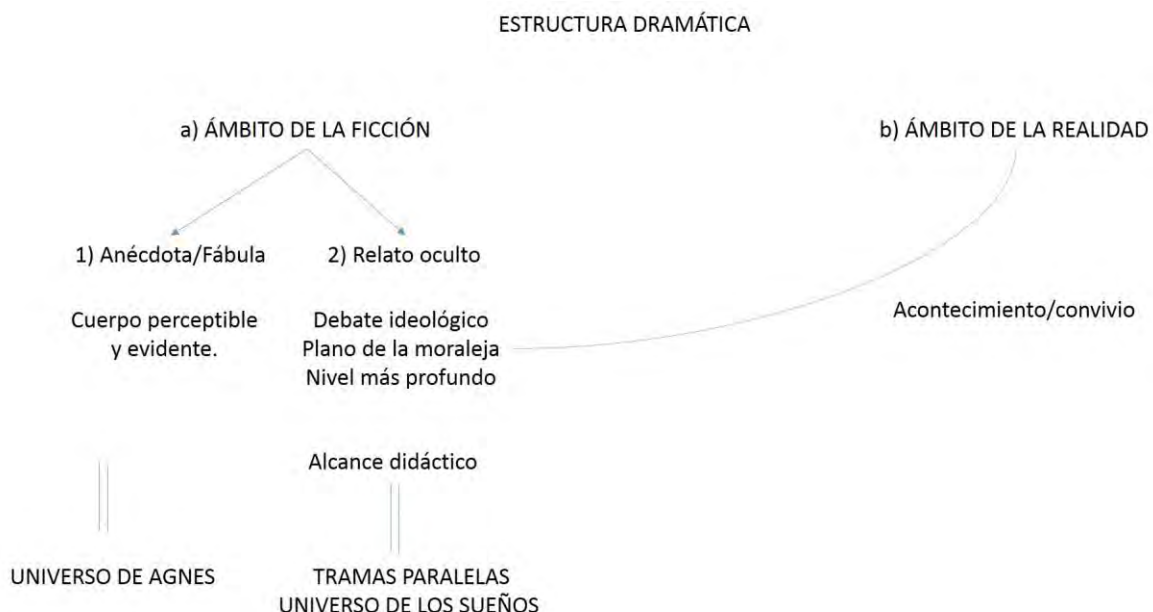 ESTRUCTURA DRAMÁTICA
a) ÁMBITO DE LA FICCIÓN
b) ÁMBITO DE LA REALIDAD
1) Anécdota/Fábula
2) Relato oculto
Cuerpo perceptible
y evidente.
Debate ideológico
Plano de la moraleja
Nivel más profundo
Acontecimiento/convivio
Alcance didáctico
UNIVERSO DE AGNES
TRAMAS PARALELAS
UNIVERSO DE LOS SUEÑOS